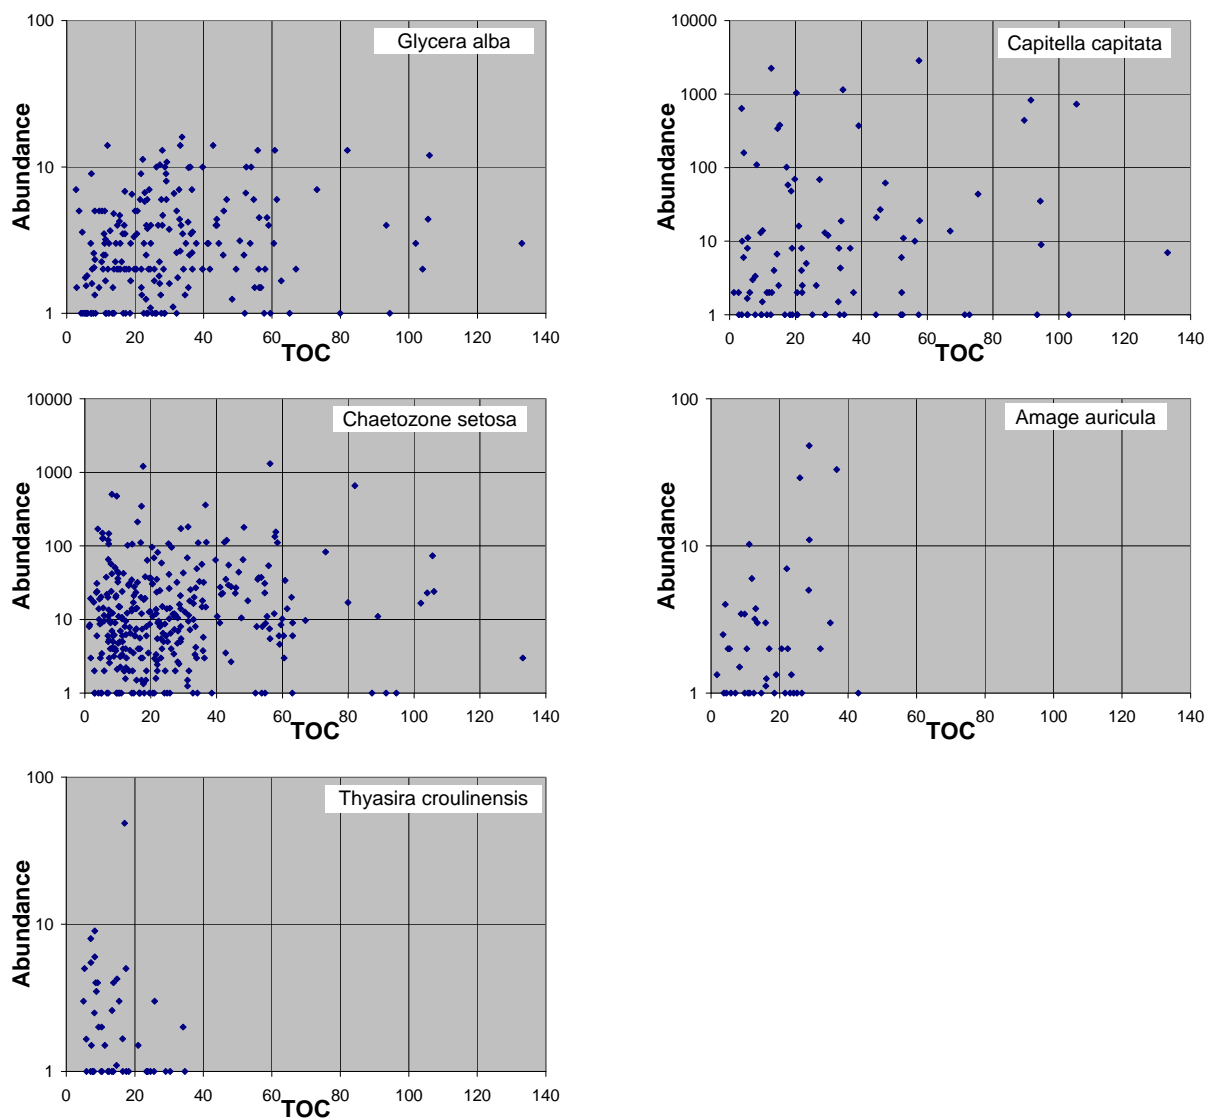 Glycera alba
Abundance
100
10
1
0 20 40 60 80 100 120 140
TOC
Capitella capitata
Abundance
10000
1000
100
10
1
0 20 40 60 80 100 120 140
TOC
Chaetozone setosa
Abundance
10000
1000
100
10
1
0 20 40 60 80 100 120 140
TOC
Amage auricula
Abundance
100
10
1
0 20 40 60 80 100 120 140
TOC
Thyasira croulinensis
Abundance
100
10
1
0 20 40 60 80 100 120 140
TOC